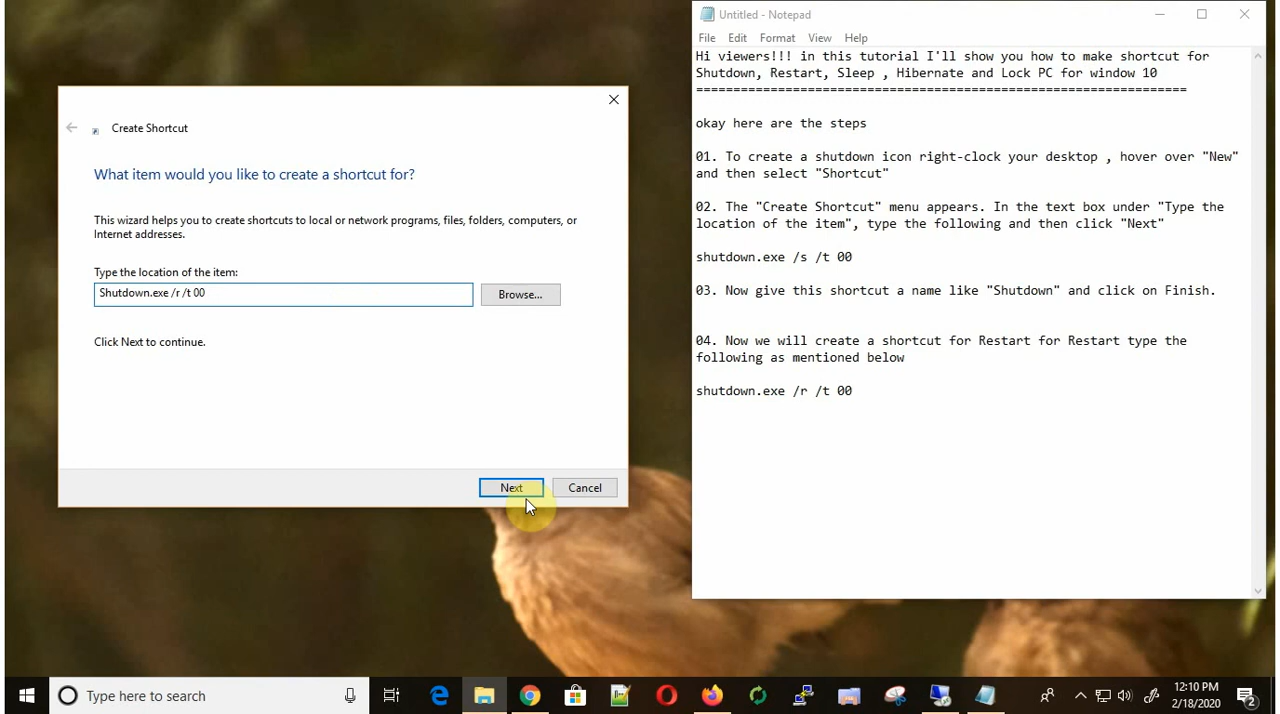 Create Shortcut
What item would you like to create a shortcut for?
This wizard helps you to create shortcuts to local or network programs, files, folders, computers, or
Internet addresses.
Type the location of the item:
Shutdown.exe /r /t 00
Browse...
Click Next to continue.
Next
Cancel
Untitled - Notepad
File Edit Format View Help
Hi viewers!!! in this tutorial I'll show you how to make shortcut for
Shutdown, Restart, Sleep , Hibernate and Lock PC for window 10
==================================================================
okay here are the steps
01. To create a shutdown icon right-clock your desktop , hover over "New"
and then select "Shortcut"
02. The "Create Shortcut" menu appears. In the text box under "Type the
location of the item", type the following and then click "Next"
shutdown.exe /s /t 00
03. Now give this shortcut a name like "Shutdown" and click on Finish.
04. Now we will create a shortcut for Restart for Restart type the
following as mentioned below
shutdown.exe /r /t 00
Type here to search
12:10 PM
2/18/2020
2